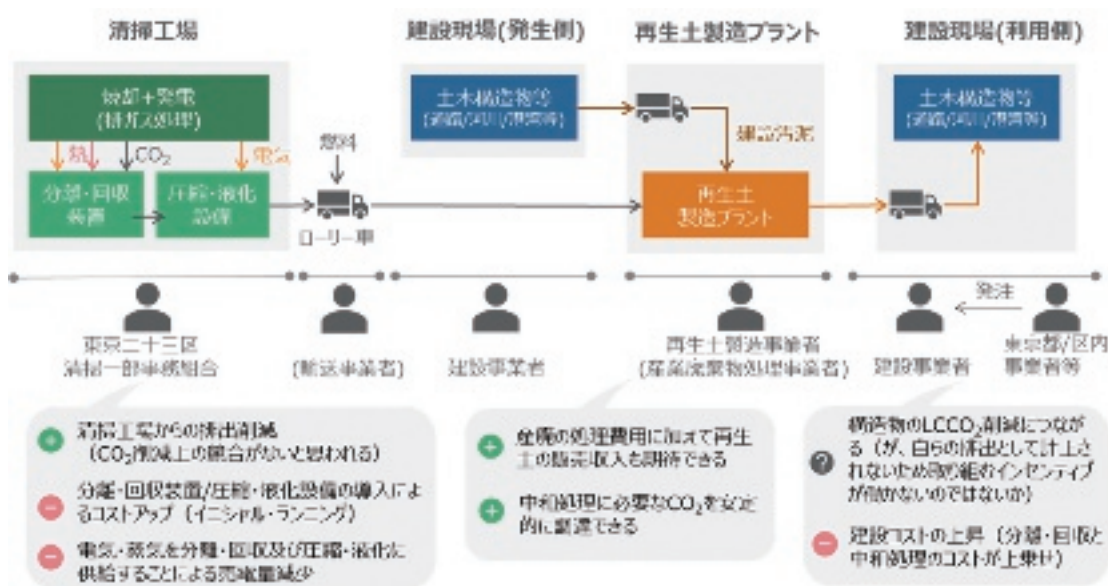 清掃工場
建設現場(発生側)
再生土製造プラント
建設現場(利用側)
焼却+発電
(排ガス処理)
熱
CO₂
電気
分離・回収
装置
圧縮・液化
設備
燃料
ローリー車
土木構造物等
(道路/河川/港湾等)
建設汚泥
再生土
製造プラント
土木構造物等
(道路/河川/港湾等)
発注
東京二十三区
清掃一部事務組合
(輸送事業者)
建設事業者
再生土製造事業者
(産業廃棄物処理事業者)
建設事業者
東京都/区内
事業者等
清掃工場からの排出削減
(CO₂削減上の競合がないと思われる)
分離・回収装置/圧縮・液化設備の導入によ
るコストアップ(イニシャル・ランニング)
電気・蒸気を分離・回収及び圧縮・液化に
供給することによる売電量減少
産廃の処理費用に加えて再生
土の販売収入も期待できる
中和処理に必要なCO₂を安定
的に調達できる
構造物のLCCO₂削減につなが
る(が、自らの排出として計上さ
れないため取り組むインセンティブ
が働かないのではないか)
建設コストの上昇(分離・回収と
中和処理のコストが上乗せ)